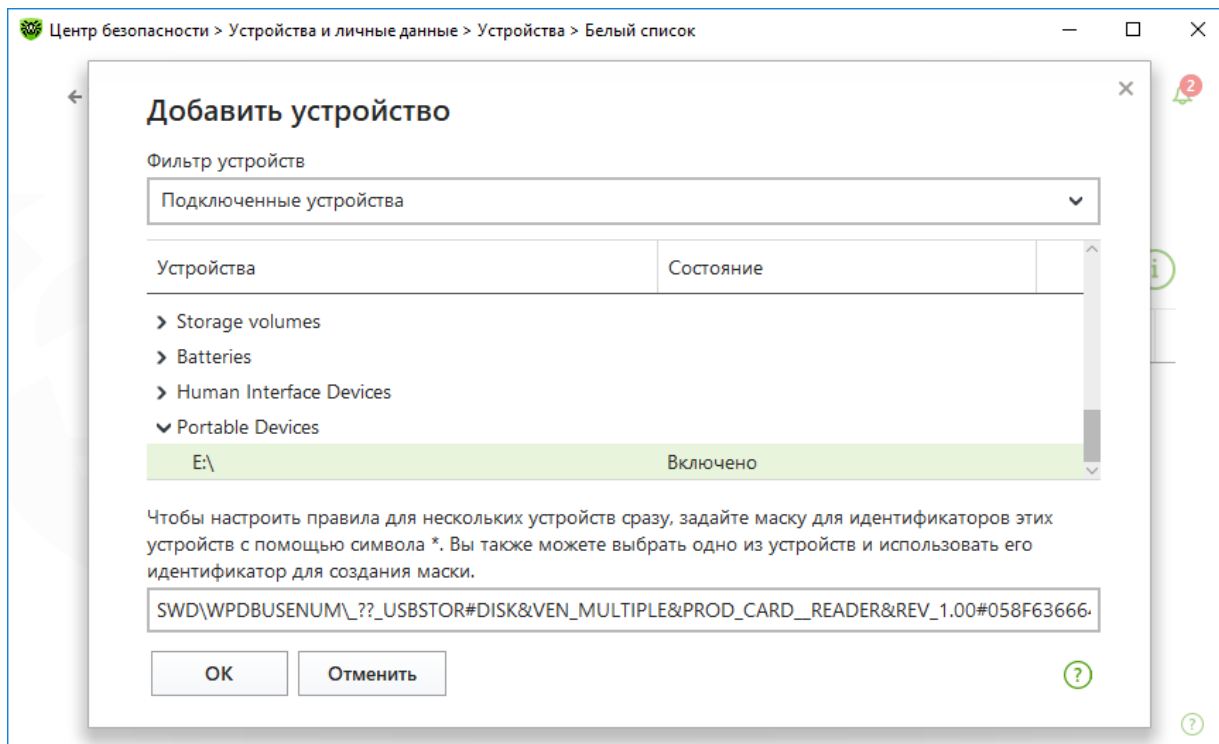 Центр безопасности > Устройства и личные данные > Устройства > Белый список
2
Добавить устройство
Фильтр устройств
Подключенные устройства
Устройства Состояние
Storage volumes
Batteries
Human Interface Devices
Portable Devices
E:\ Включено
Чтобы настроить правила для нескольких устройств сразу, задайте маску для идентификаторов этих
устройств с помощью символа *. Вы также можете выбрать одно из устройств и использовать его
идентификатор для создания маски.
SWD\WPDBUSENUM\_??_USBSTOR#DISK&VEN_MULTIPLE&PROD_CARD__READER&REV_1.00#058F636664
ОК Отменить ?
?